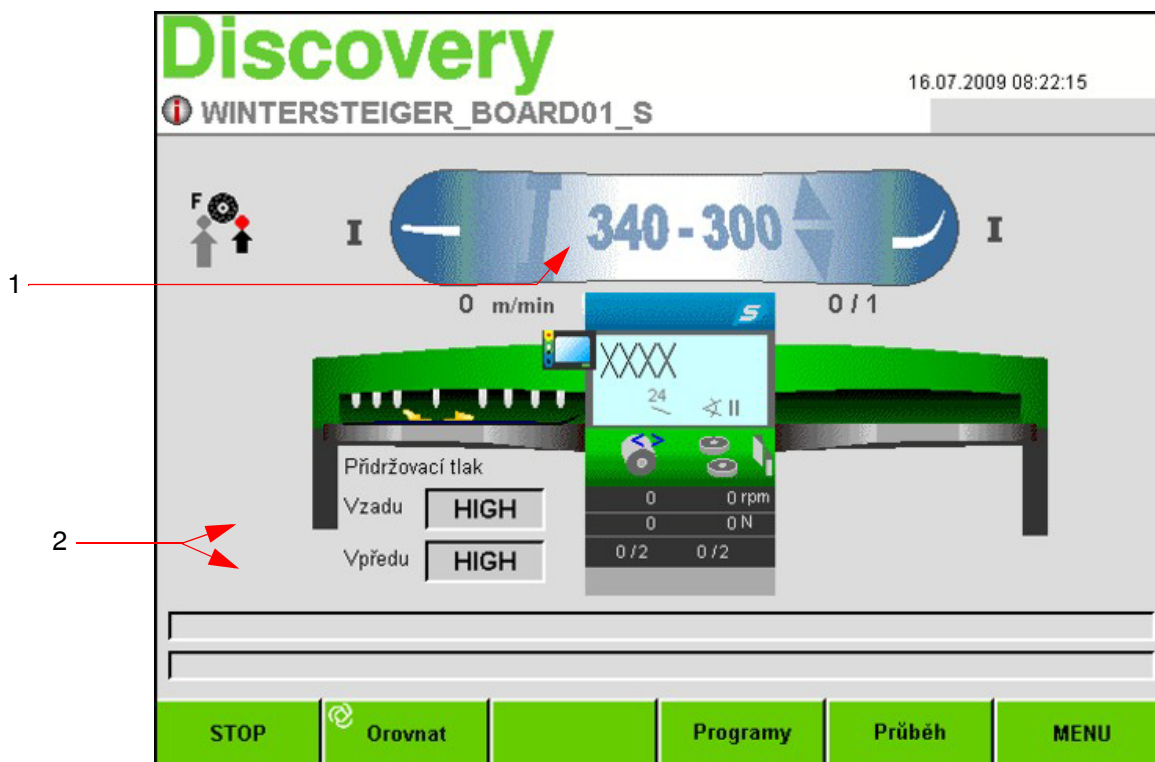 Discovery
16.07.2009 08:22:15
WINTERSTEIGER_BOARD01_S
F
I
I 340 - 300
I
1
0 m/min
0 / 1
S
XXXX
24
II
Přidržovací tlak
Vzadu HIGH
0 0 rpm
0 0 N
2
Vpředu HIGH
0 / 2 0 / 2
STOP
Orovnat
Programy
Průběh
MENU